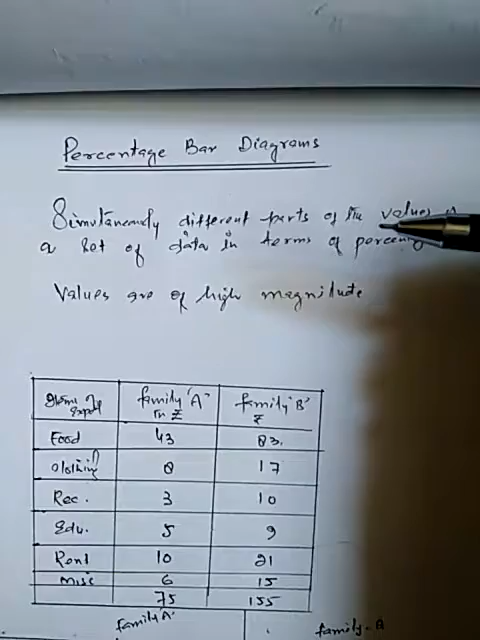 Percentage Bar Diagrams
Simultaneously different parts of the values
a set of data in terms of
Values are of high magnitude
Items of Expd family 'A' in ₹ family 'B' ₹
Food 43 83.
Clothing 8 17
Rec. 3 10
Edu. 5 9
Rent 10 21
Misc 6 15
75 155
family 'A' family - A